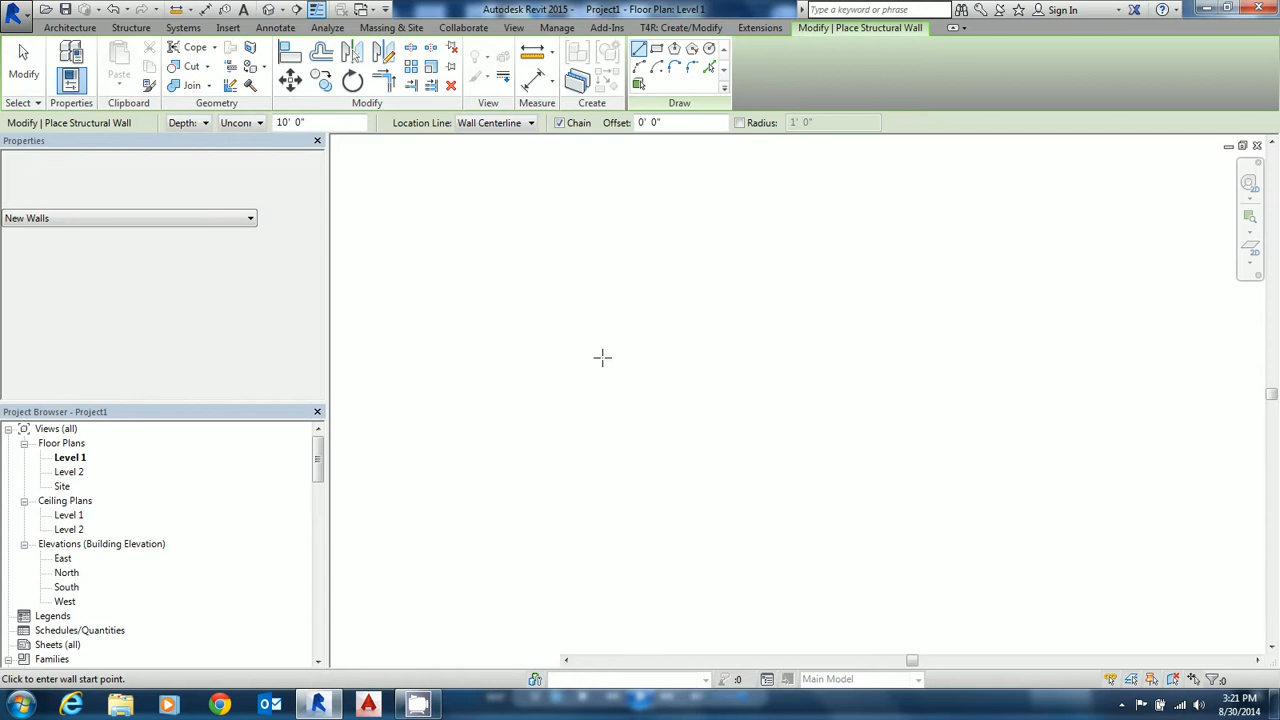 Autodesk Revit 2015 - Project1 - Floor Plan: Level 1
Type a keyword or phrase
Sign In
Architecture Structure Systems Insert Annotate Analyze Massing & Site Collaborate View Manage Add-Ins T4R: Create/Modify Extensions Modify | Place Structural Wall
Modify
Paste
Cope
Cut
Join
Select Properties Clipboard Geometry Modify View Measure Create Draw
Modify | Place Structural Wall Depth: Unconr 10' 0" Location Line: Wall Centerline Chain Offset: 0' 0" Radius: 1' 0"
Properties
New Walls
Project Browser - Project1
Views (all)
Floor Plans
Level 1
Level 2
Site
Ceiling Plans
Level 1
Level 2
Elevations (Building Elevation)
East
North
South
West
Legends
Schedules/Quantities
Sheets (all)
Families
2D
2D
Click to enter wall start point.
:0
Main Model
:0
3:21 PM
8/30/2014